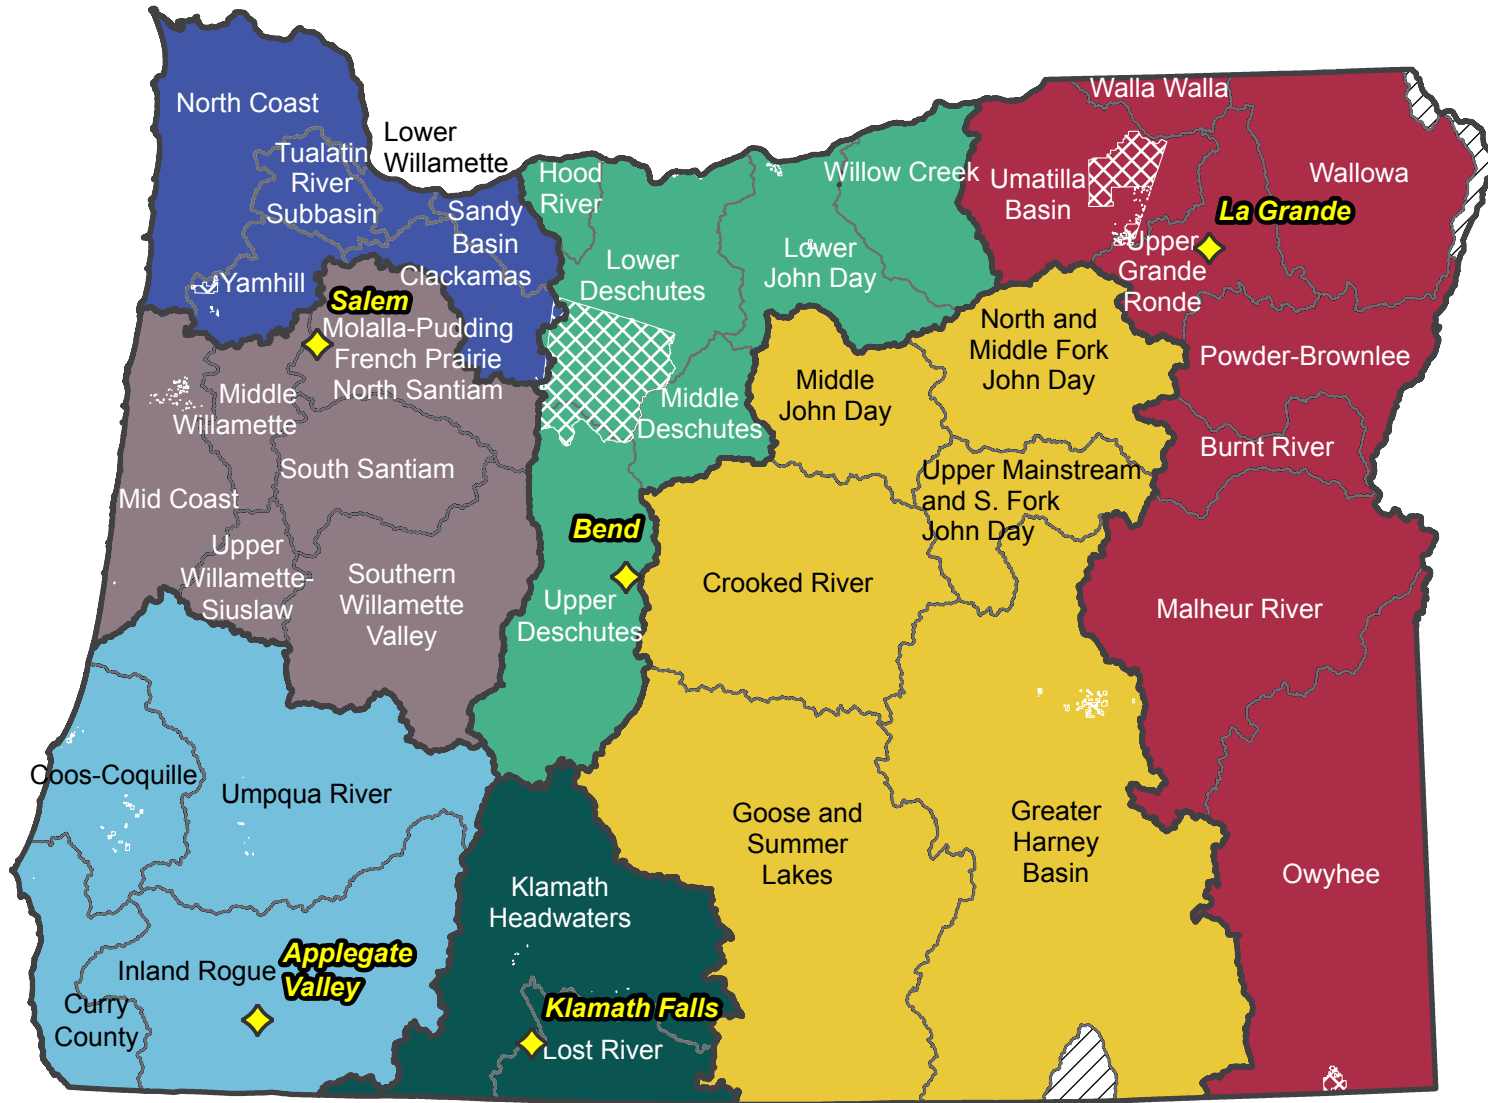 North Coast
Lower
Willamette
Tualatin
River
Subbasin
Sandy
Basin
Clackamas
Yamhill
Hood
River
Willow Creek
Lower
Deschutes
Lower
John Day
Walla Walla
Umatilla
Basin
Wallowa
La Grande
Upper
Grande
Ronde
Salem
Molalla-Pudding
French Prairie
North Santiam
Middle
Willamette
South Santiam
Mid Coast
Upper
Willamette-
Siuslaw
Southern
Willamette
Valley
Middle
Deschutes
Bend
Upper
Deschutes
Middle
John Day
North and
Middle Fork
John Day
Upper Mainstream
and S. Fork
John Day
Crooked River
Powder-Brownlee
Burnt River
Malheur River
Coos-Coquille
Umpqua River
Goose and
Summer
Lakes
Greater
Harney
Basin
Owyhee
Klamath
Headwaters
Inland Rogue
Applegate
Valley
Curry
County
Klamath Falls
Lost River